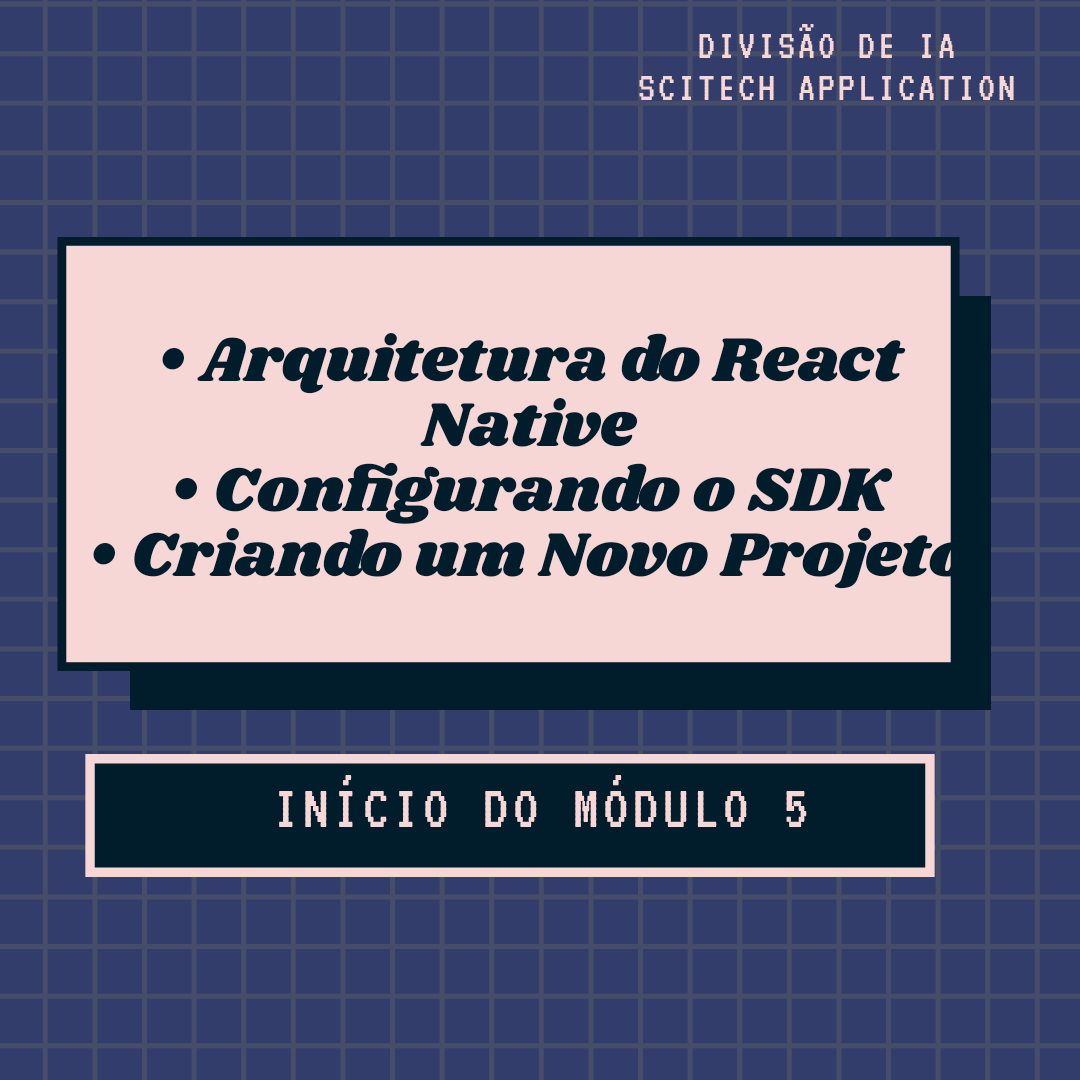 DIVISÃO DE IA
SCITECH APPLICATION
• Arquitetura do React
Native
• Configurando o SDK
• Criando um Novo Projeto
INÍCIO DO MÓDULO 5